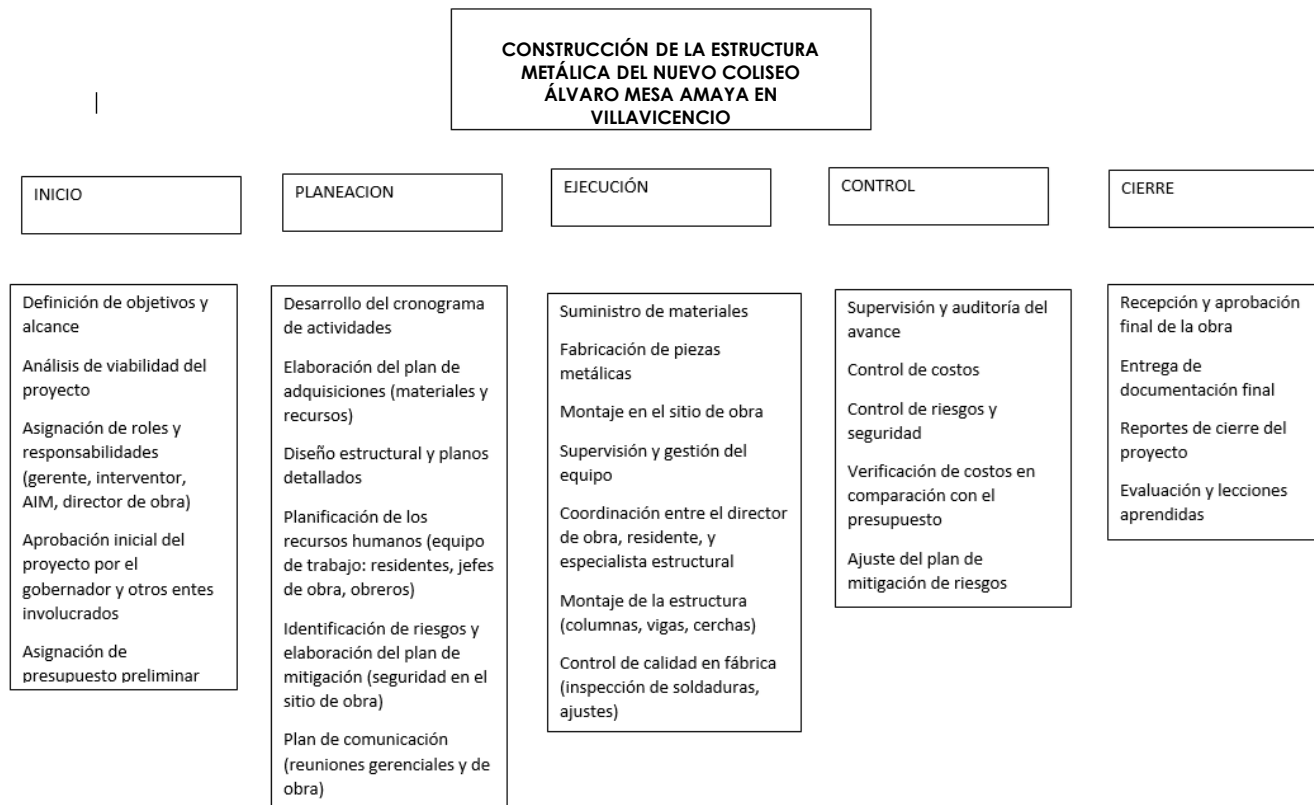 CONSTRUCCIÓN DE LA ESTRUCTURA
METÁLICA DEL NUEVO COLISEO
ÁLVARO MESA AMAYA EN
VILLAVICENCIO
INICIO
PLANEACION
EJECUCIÓN
CONTROL
CIERRE
Definición de objetivos y
alcance
Análisis de viabilidad del
proyecto
Asignación de roles y
responsabilidades
(gerente, interventor,
AIM, director de obra)
Aprobación inicial del
proyecto por el
gobernador y otros entes
involucrados
Asignación de
presupuesto preliminar
Desarrollo del cronograma
de actividades
Elaboración del plan de
adquisiciones (materiales y
recursos)
Diseño estructural y planos
detallados
Planificación de los
recursos humanos (equipo
de trabajo: residentes, jefes
de obra, obreros)
Identificación de riesgos y
elaboración del plan de
mitigación (seguridad en el
sitio de obra)
Plan de comunicación
(reuniones gerenciales y de
obra)
Suministro de materiales
Fabricación de piezas
metálicas
Montaje en el sitio de obra
Supervisión y gestión del
equipo
Coordinación entre el director
de obra, residente, y
especialista estructural
Montaje de la estructura
(columnas, vigas, cerchas)
Control de calidad en fábrica
(inspección de soldaduras,
ajustes)
Supervisión y auditoría del
avance
Control de costos
Control de riesgos y
seguridad
Verificación de costos en
comparación con el
presupuesto
Ajuste del plan de
mitigación de riesgos
Recepción y aprobación
final de la obra
Entrega de
documentación final
Reportes de cierre del
proyecto
Evaluación y lecciones
aprendidas